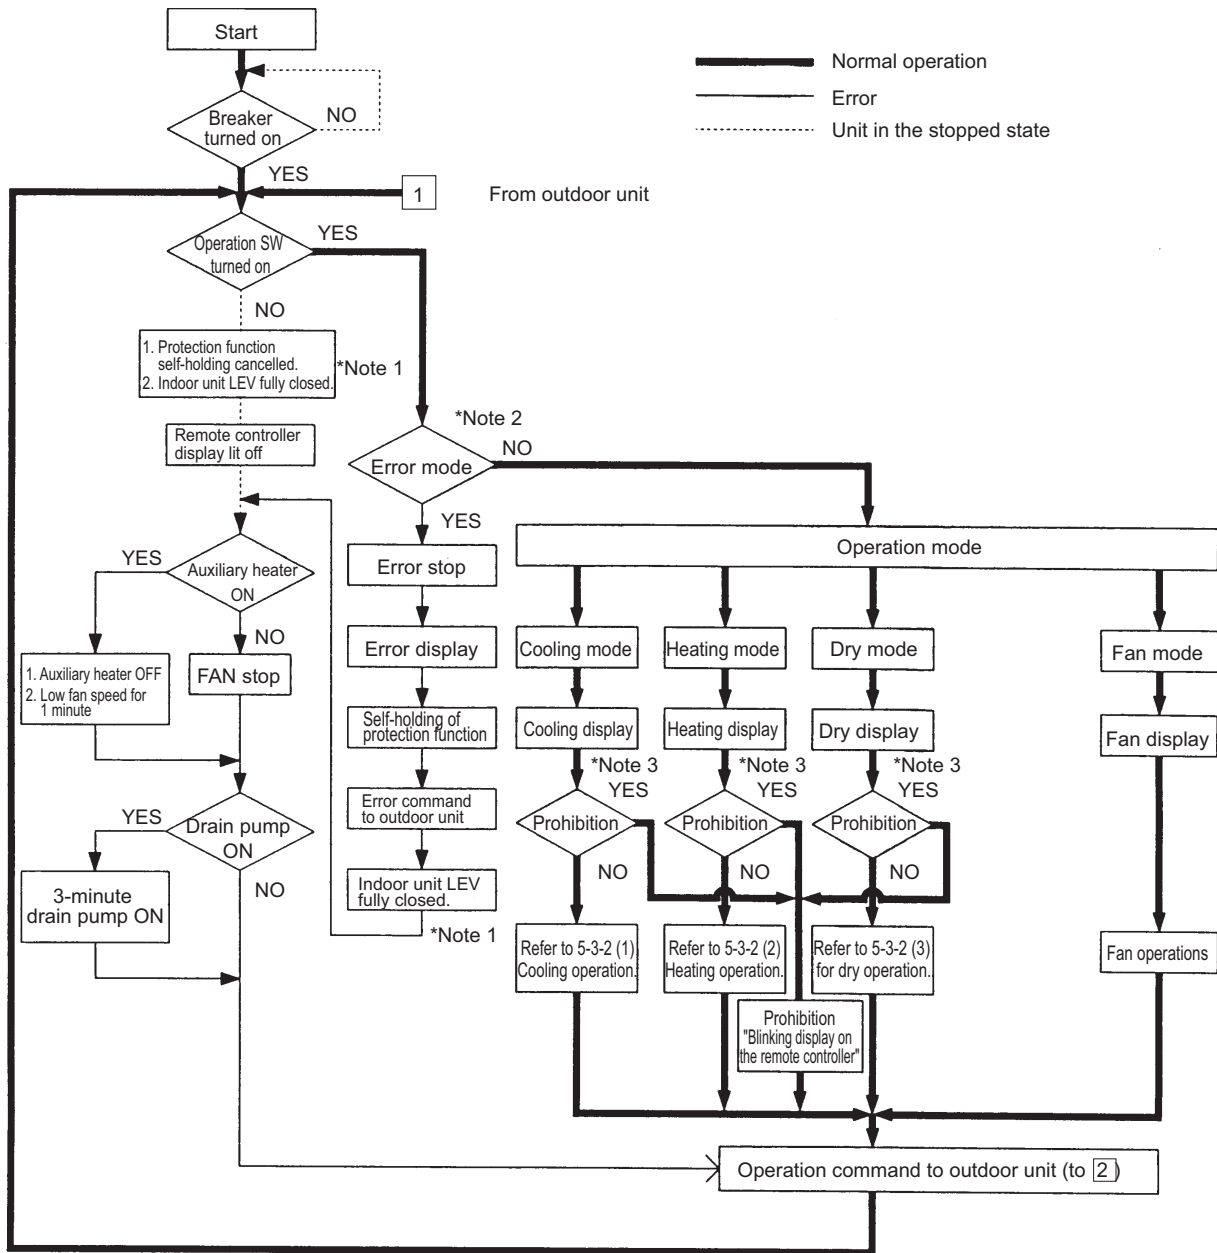 Start
Normal operation
Error
Unit in the stopped state
Breaker
turned on
NO
YES
1
From outdoor unit
Operation SW
turned on
YES
NO
1. Protection function
self-holding cancelled.
2. Indoor unit LEV fully closed.
*Note 1
Remote controller
display lit off
*Note 2
Error mode
NO
YES
Auxiliary heater
ON
YES
NO
1. Auxiliary heater OFF
2. Low fan speed for
1 minute
FAN stop
Drain pump
ON
YES
NO
3-minute
drain pump ON
Error stop
Error display
Self-holding of
protection function
Error command
to outdoor unit
Indoor unit LEV
fully closed.
*Note 1
Operation mode
Cooling mode
Heating mode
Dry mode
Fan mode
Cooling display
Heating display
Dry display
Fan display
*Note 3
YES
*Note 3
YES
*Note 3
YES
Prohibition
Prohibition
Prohibition
NO
NO
NO
Refer to 5-3-2 (1)
Cooling operation.
Refer to 5-3-2 (2)
Heating operation.
Refer to 5-3-2 (3)
for dry operation.
Fan operations
Prohibition
"Blinking display on
the remote controller"
Operation command to outdoor unit (to 2)